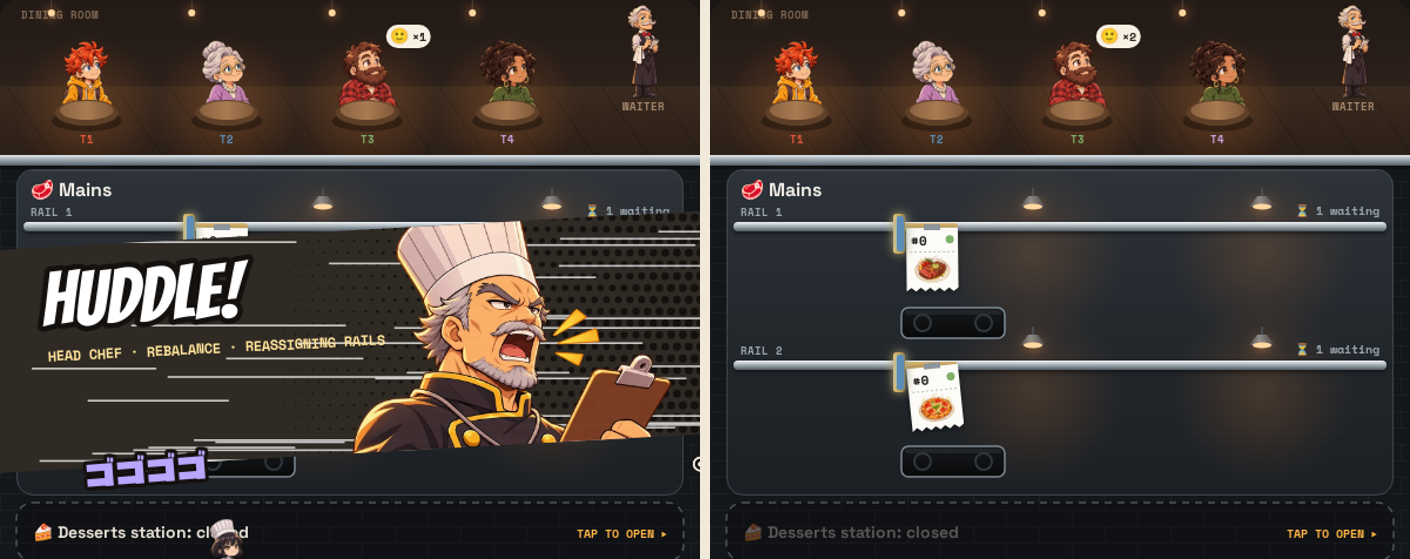 DINING ROOM
×1
WAITER
T1
T2
T3
T4
Mains
RAIL 1
1 waiting
HUDDLE!
HEAD CHEF · REBALANCE · REASSIGNING RAILS
ゴゴゴゴ
Desserts station:
TAP TO OPEN ▸
DINING ROOM
×2
WAITER
T1
T2
T3
T4
Mains
RAIL 1
1 waiting
#0
RAIL 2
1 waiting
#0
Desserts station: closed
TAP TO OPEN ▸